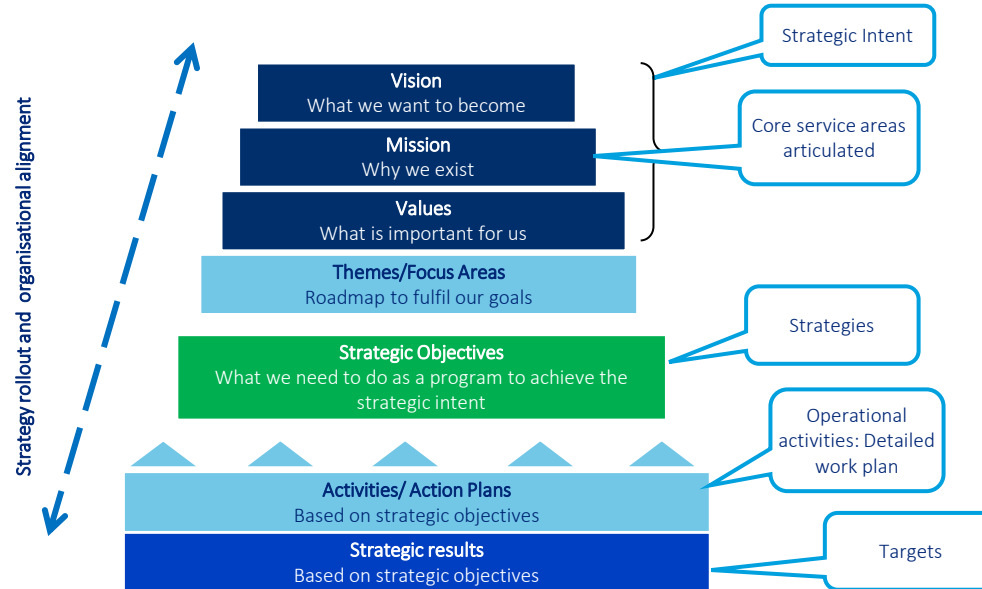 Strategic Intent
Vision
What we want to become
Core service areas
articulated
Mission
Why we exist
Values
What is important for us
Themes/Focus Areas
Roadmap to fulfil our goals
Strategies
Strategic Objectives
What we need to do as a program to achieve the
strategic intent
Operational
activities: Detailed
work plan
Activities/ Action Plans
Based on strategic objectives
Strategic results
Based on strategic objectives
Targets
Strategy rollout and organisational alignment